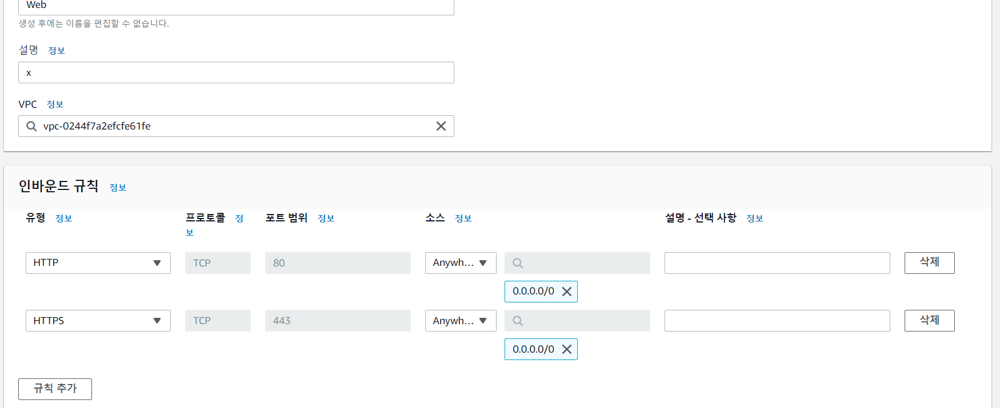 Web
생성 후에는 이름을 편집할 수 없습니다.
설명 정보
x
VPC 정보
vpc-0244f7a2efcfe61fe
인바운드 규칙 정보
유형 정보 프로토콜 정보 포트 범위 정보 소스 정보 설명 - 선택 사항 정보
HTTP TCP 80 Anywh... 삭제
0.0.0.0/0
HTTPS TCP 443 Anywh... 삭제
0.0.0.0/0
규칙 추가